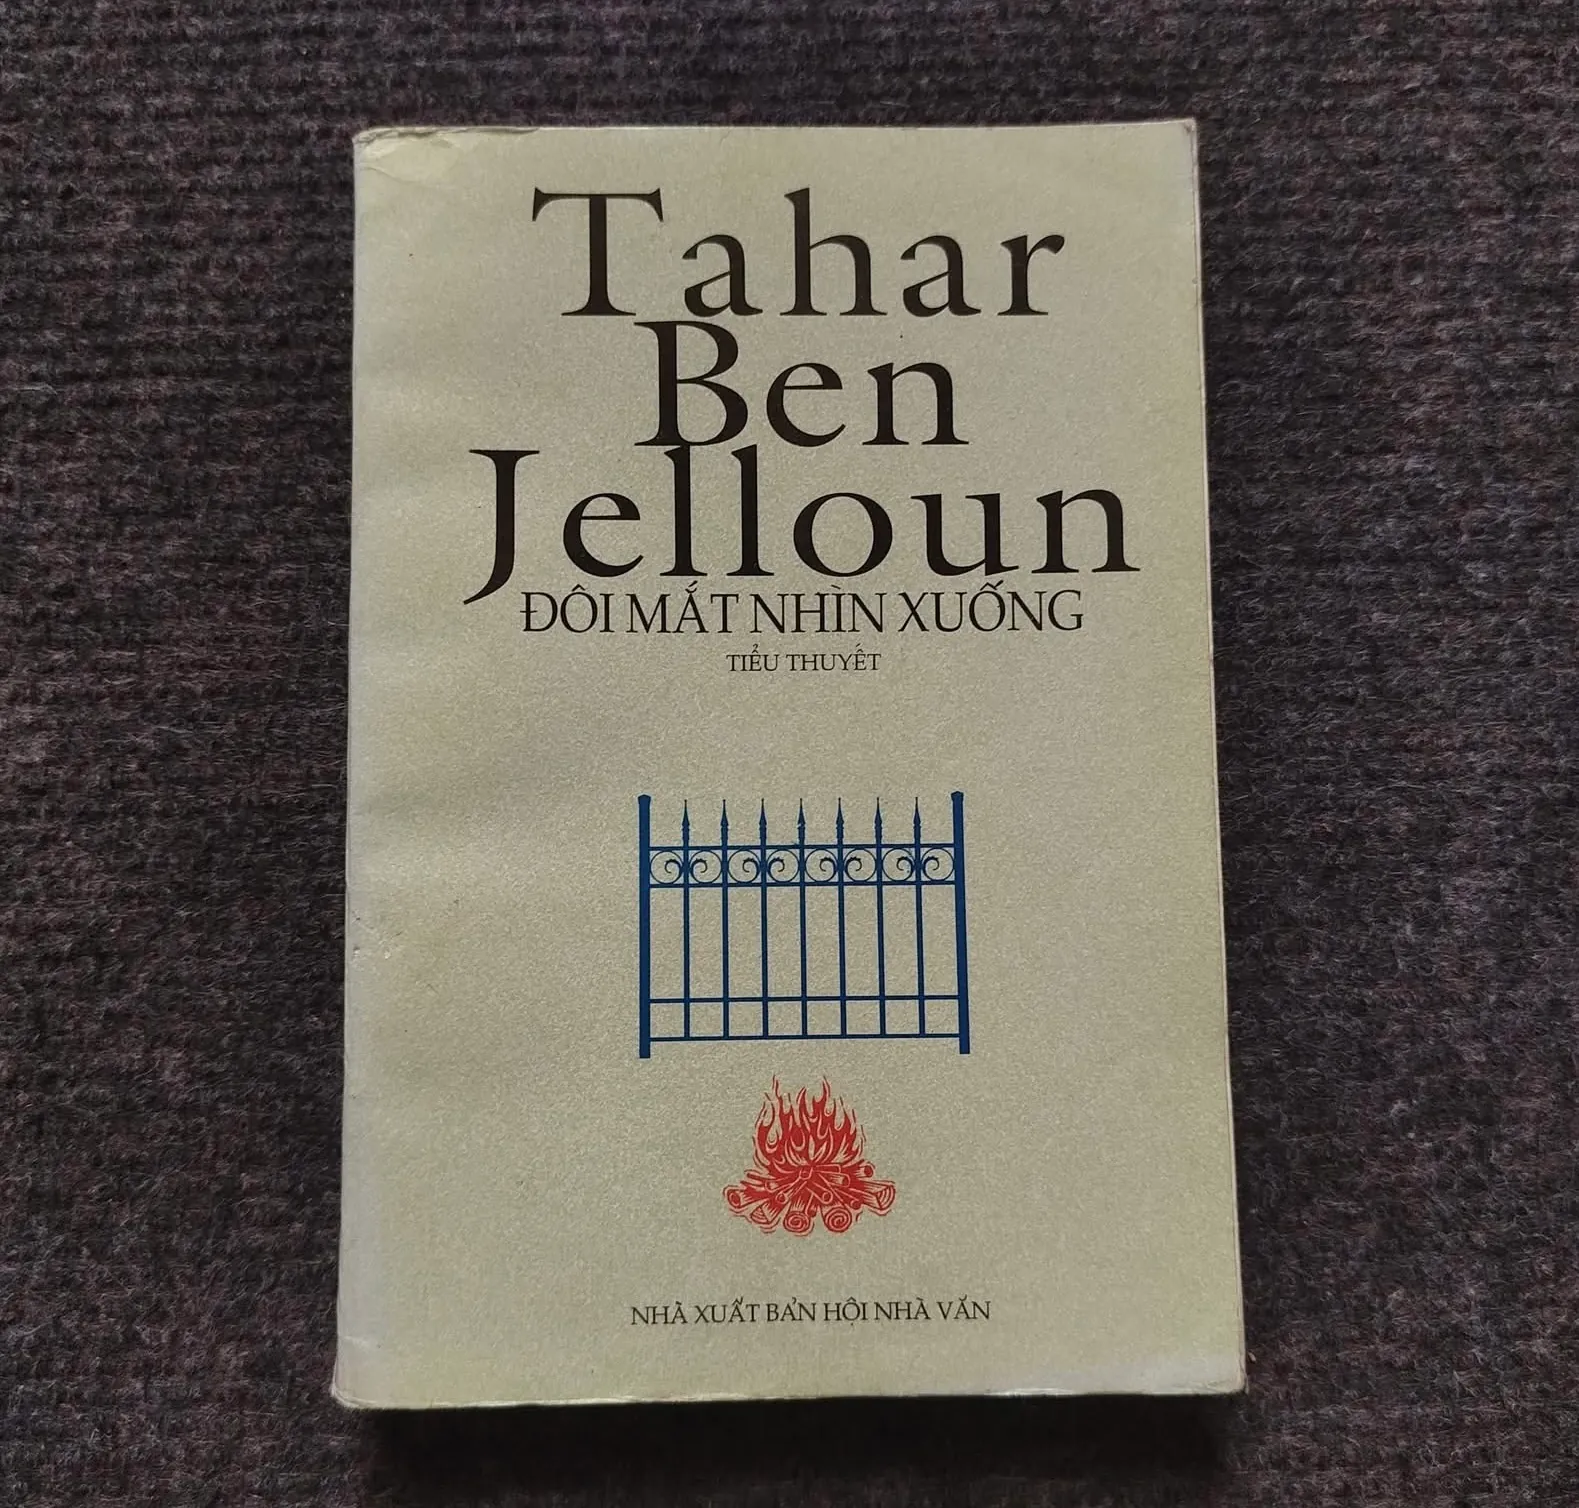 Tahar
Ben
Jelloun
ĐÔI MẮT NHÌN XUỐNG
TIỂU THUYẾT
NHÀ XUẤT BẢN HỘI NHÀ VĂN